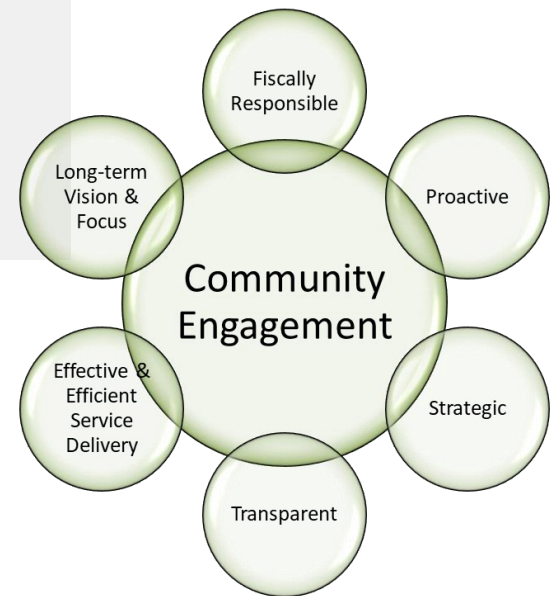 Fiscally
Responsible
Long-term
Vision &
Focus
Proactive
Community
Engagement
Effective &
Efficient
Service
Delivery
Strategic
Transparent